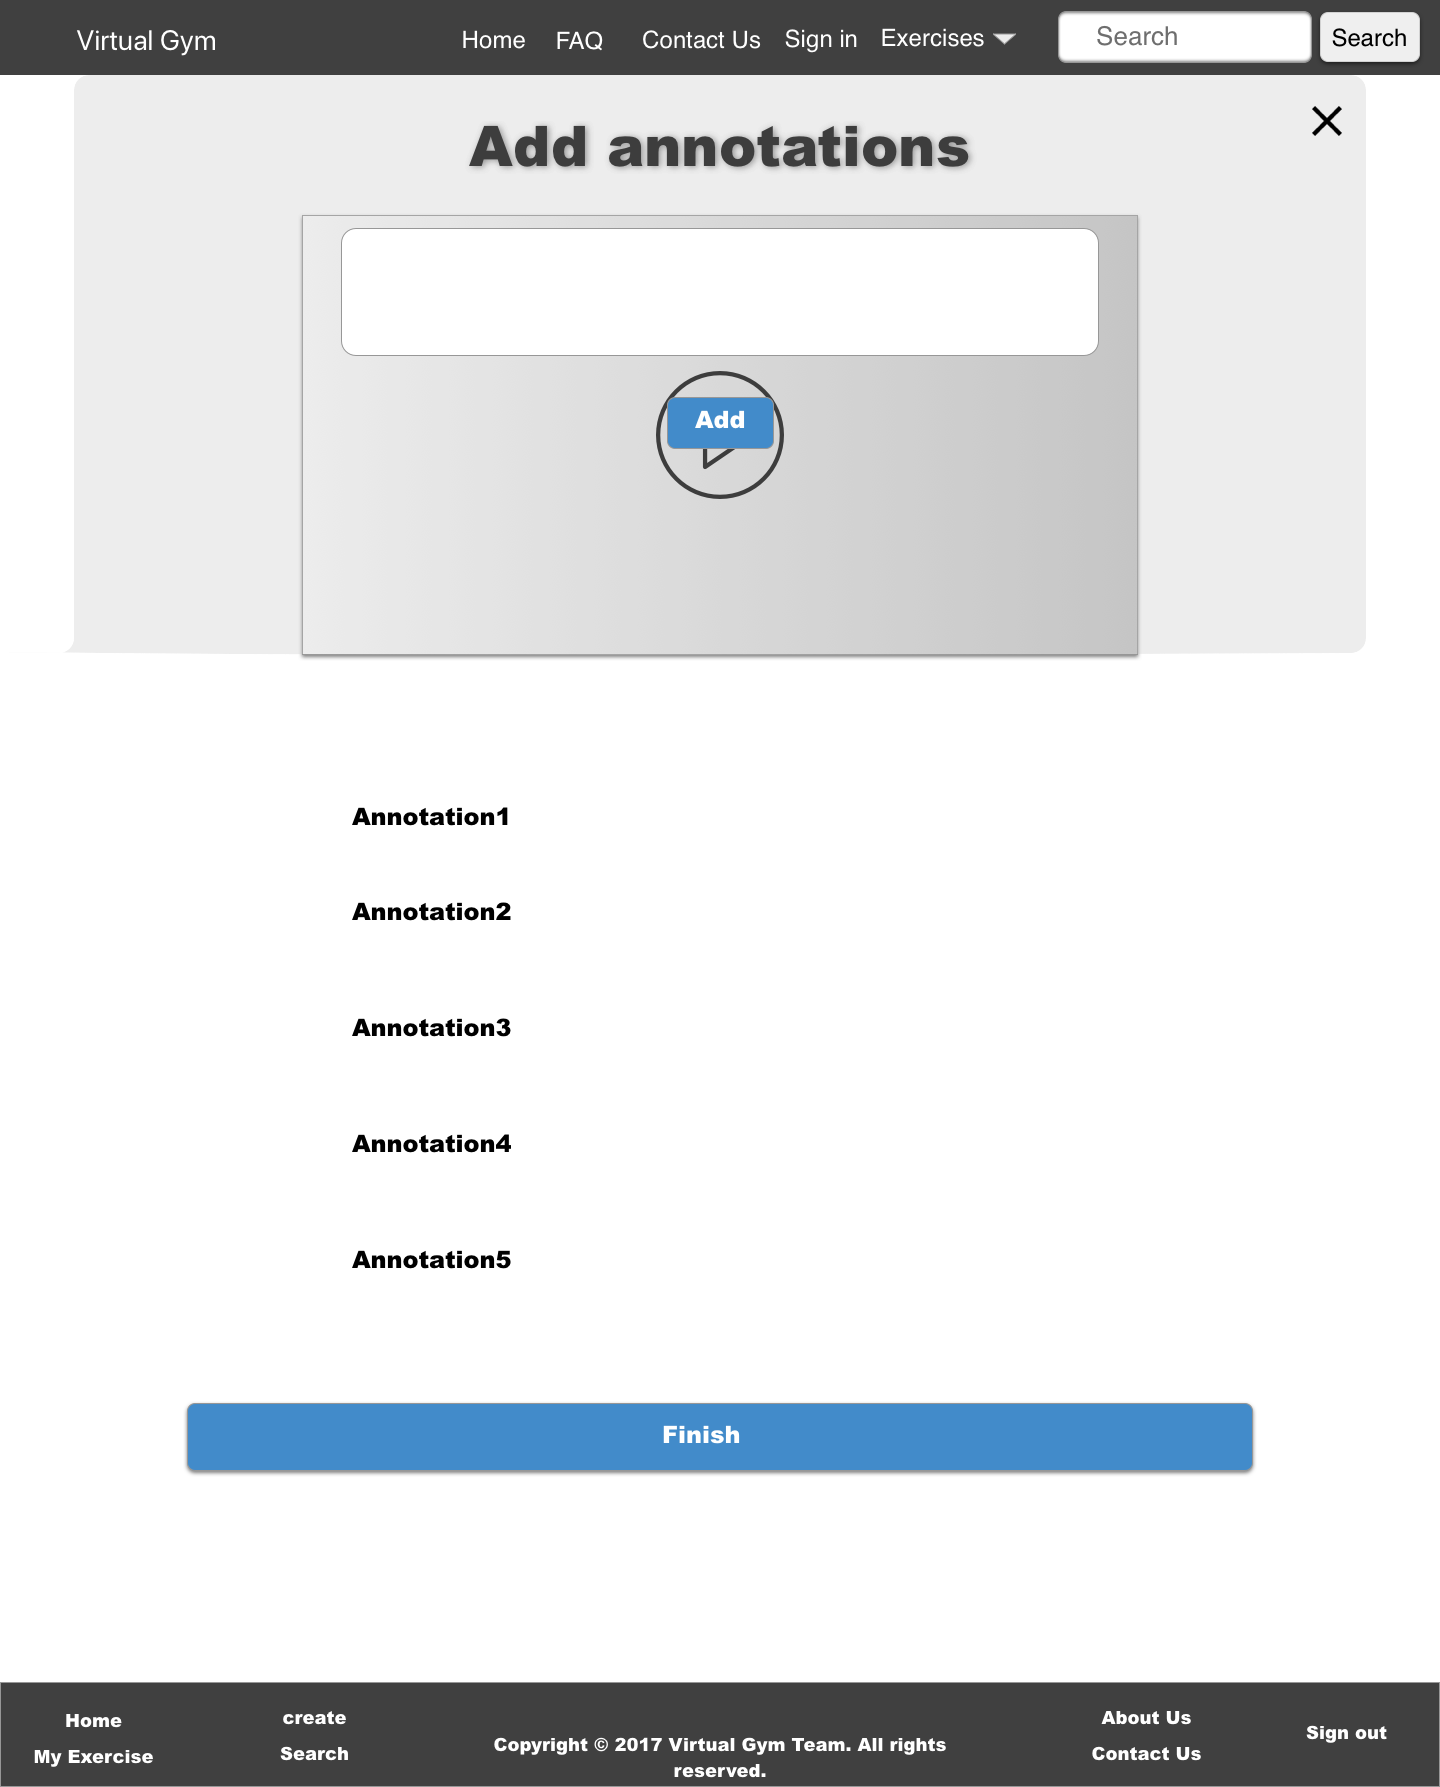 Virtual Gym Home FAQ Contact Us Sign in Exercises Search Search
Add annotations
Add
Annotation1
Annotation2
Annotation3
Annotation4
Annotation5
Finish
Home create About Us Sign out
My Exercise Search Copyright © 2017 Virtual Gym Team. All rights Contact Us
reserved.